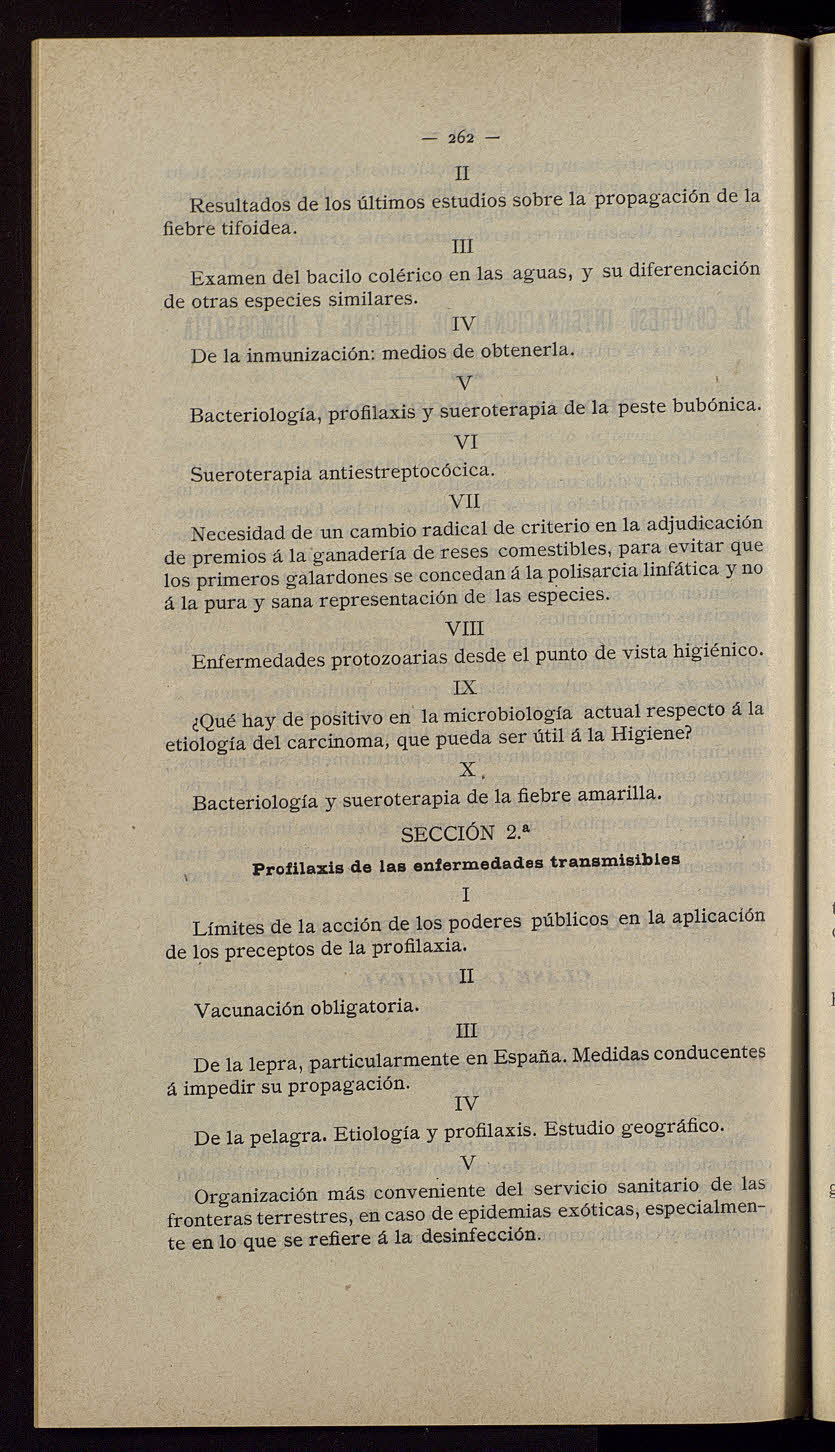 — 262 —
II
Resultados de los últimos estudios sobre la propagación de la
fiebre tifoidea.
III
Examen del bacilo colérico en las aguas, y su diferenciación
de otras especies similares.
IV
De la inmunización: medios de obtenerla.
V
Bacteriología, profilaxis y sueroterapia de la peste bubónica.
VI
Sueroterapia antiestreptocócica.
VII
Necesidad de un cambio radical de criterio en la adjudicación
de premios á la ganadería de reses comestibles, para evitar que
los primeros galardones se concedan á la polisarcia linfática y no
á la pura y sana representación de las especies.
VIII
Enfermedades protozoarias desde el punto de vista higiénico.
IX
¿Qué hay de positivo en la microbiología actual respecto á la
etiología del carcinoma, que pueda ser útil á la Higiene?
X
Bacteriología y sueroterapia de la fiebre amarilla.
SECCIÓN 2.ª
Profilaxis de las enfermedades transmisibles
I
Límites de la acción de los poderes públicos en la aplicación
de los preceptos de la profilaxia.
II
Vacunación obligatoria.
III
De la lepra, particularmente en España. Medidas conducentes
á impedir su propagación.
IV
De la pelagra. Etiología y profilaxis. Estudio geográfico.
V
Organización más conveniente del servicio sanitario de las
fronteras terrestres, en caso de epidemias exóticas, especialmen-
te en lo que se refiere á la desinfección.